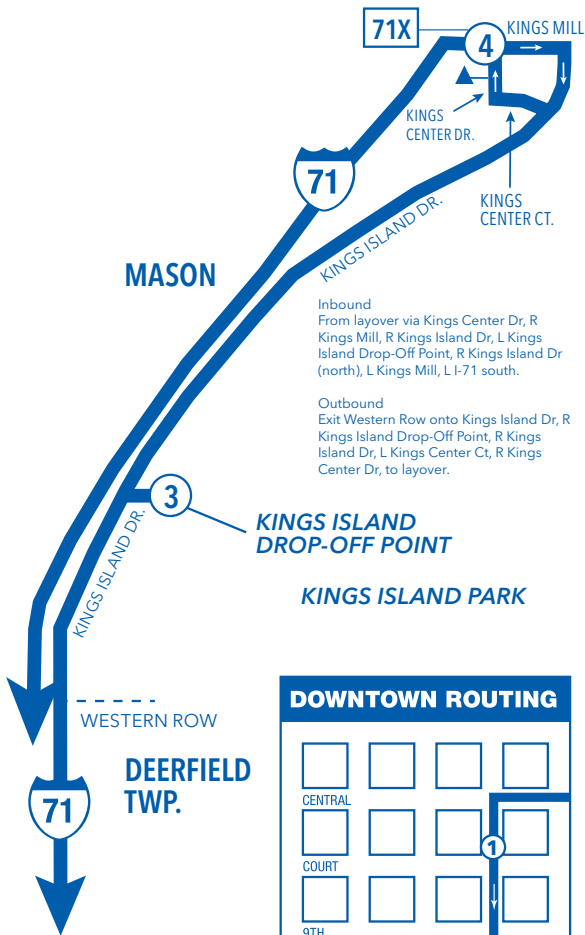 71X
4
KINGS MILL
KINGS
CENTER DR.
71
KINGS
CENTER CT.
KINGS ISLAND DR.
MASON
Inbound
From layover via Kings Center Dr, R
Kings Mill, R Kings Island Dr, L Kings
Island Drop-Off Point, R Kings Island Dr
(north), L Kings Mill, L I-71 south.
Outbound
Exit Western Row onto Kings Island Dr, R
Kings Island Drop-Off Point, R Kings
Island Dr, L Kings Center Ct, R Kings
Center Dr, to layover.
3
KINGS ISLAND
DROP-OFF POINT
KINGS ISLAND DR.
KINGS ISLAND PARK
WESTERN ROW
DEERFIELD
TWP.
71
DOWNTOWN ROUTING
CENTRAL
1
COURT
9TH